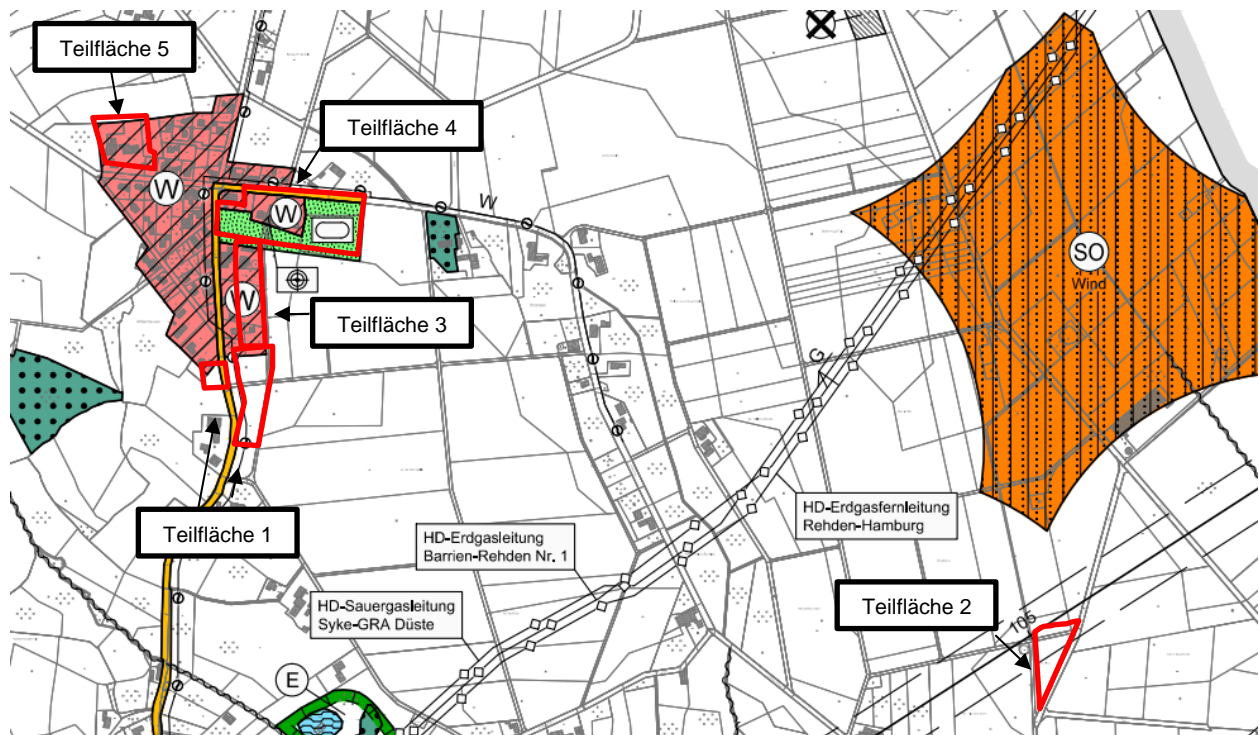 Teilfläche 5
Teilfläche 4
W
W
W
W
SO
Wind
Teilfläche 3
G
Teilfläche 1
HD-Erdgasfernleitung
Rehden-Hamburg
HD-Erdgasleitung
Barrien-Rehden Nr. 1
HD-Sauergasleitung
Syke-GRA Düste
Teilfläche 2
105
E